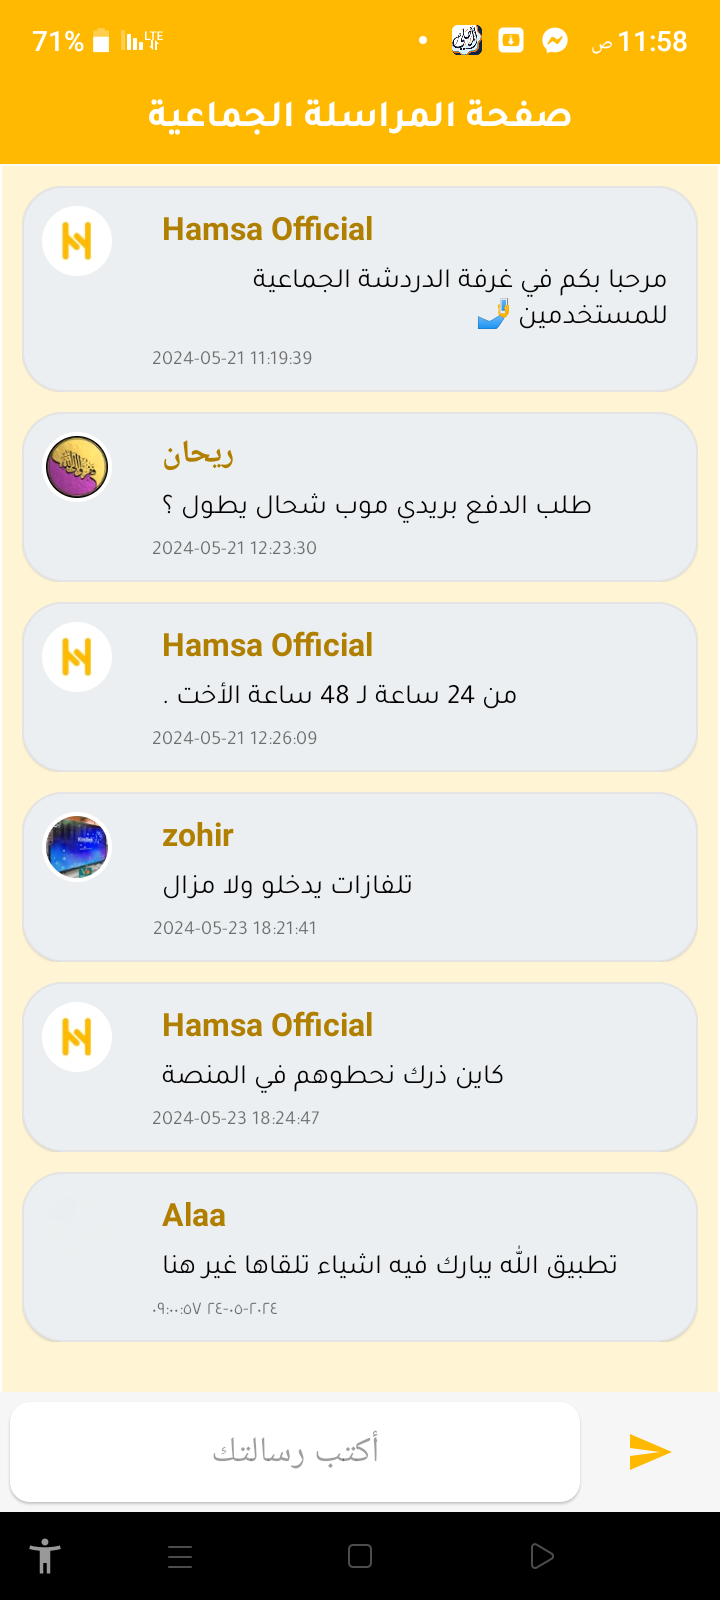 71% LTE 11:58 ص
صفحة المراسلة الجماعية
Hamsa Official
مرحبا بكم في غرفة الدردشة الجماعية
للمستخدمين 🤳
2024-05-21 11:19:39
ريحان
طلب الدفع بريدي موب شحال يطول ؟
2024-05-21 12:23:30
Hamsa Official
من 24 ساعة لـ 48 ساعة الأخت .
2024-05-21 12:26:09
zohir
تلفازات يدخلو ولا مزال
2024-05-23 18:21:41
Hamsa Official
كاين ذرك نحطوهم في المنصة
2024-05-23 18:24:47
Alaa
تطبيق الله يبارك فيه اشياء تلقاها غير هنا
٢٠٢٤-٠٥-٢٤ ٠٩:٠٠:٥٧
أكتب رسالتك